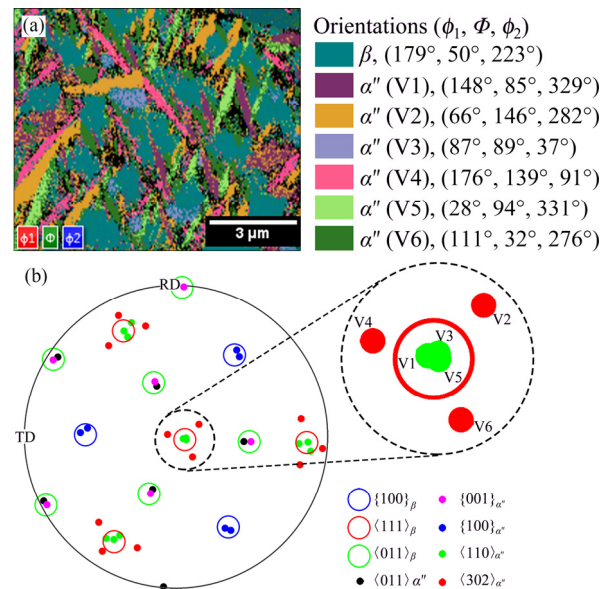 (a)
3 μm
ϕ1 Φ ϕ2
Orientations (ϕ₁, Φ, ϕ₂)
β, (179°, 50°, 223°)
α″ (V1), (148°, 85°, 329°)
α″ (V2), (66°, 146°, 282°)
α″ (V3), (87°, 89°, 37°)
α″ (V4), (176°, 139°, 91°)
α″ (V5), (28°, 94°, 331°)
α″ (V6), (111°, 32°, 276°)
(b)
RD
TD
V4
V2
V3
V1
V5
V6
{100}β
{001}α″
⟨111⟩β
{100}α″
⟨011⟩β
⟨110⟩α″
⟨011⟩α″
⟨302⟩α″